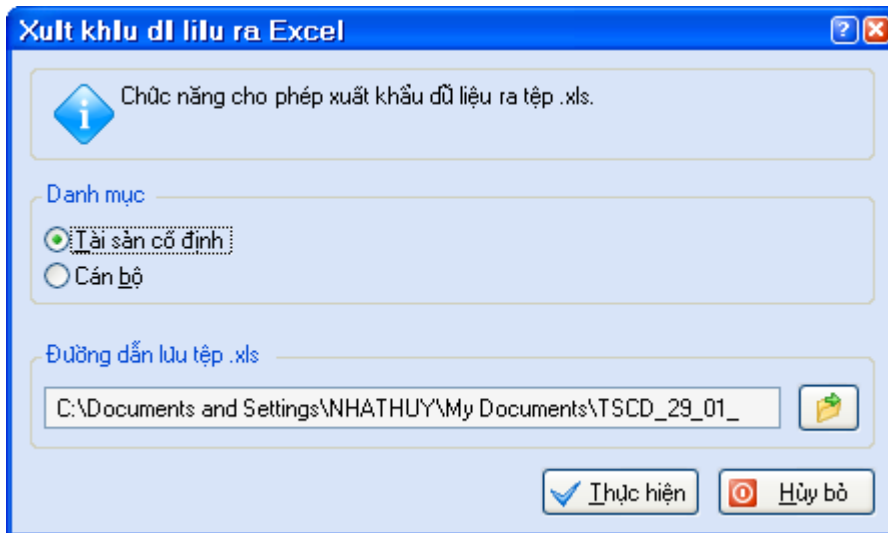 Xult khlu dl lilu ra Excel
Chức năng cho phép xuất khẩu dữ liệu ra tệp .xls.
Danh mục
Tài sản cố định
Cán bộ
Đường dẫn lưu tệp .xls
C:\Documents and Settings\NHATHUY\My Documents\TSCD_29_01_
Thực hiện
Hủy bỏ